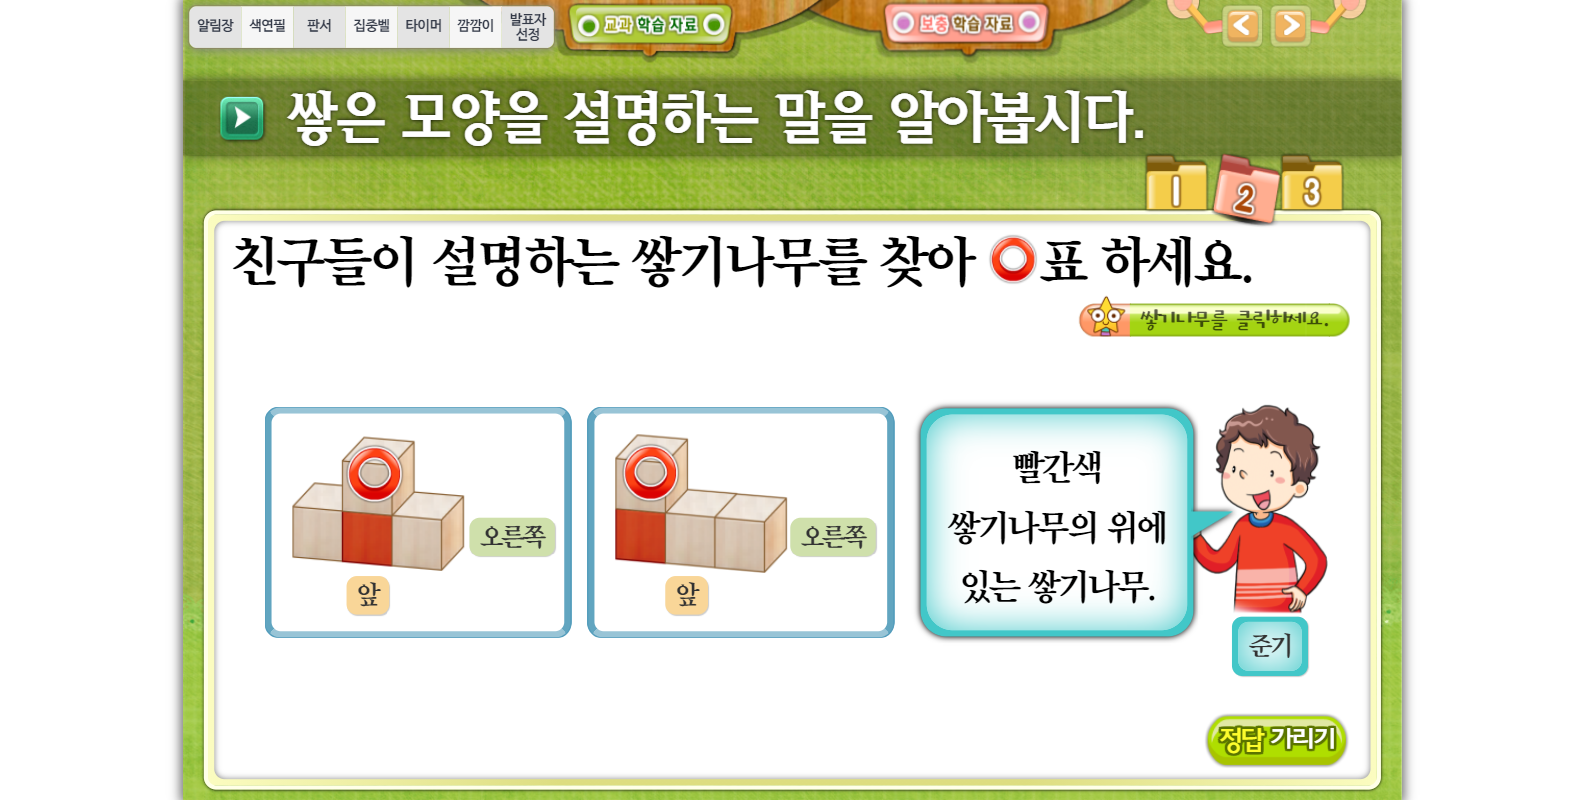 알림장 색연필 판서 집중벨 타이머 깜깜이 발표자
선정
교과 학습 자료
보충 학습 자료
쌓은 모양을 설명하는 말을 알아봅시다.
1 2 3
친구들이 설명하는 쌓기나무를 찾아 표 하세요.
쌓기나무를 클릭하세요.
오른쪽
앞
오른쪽
앞
빨간색
쌓기나무의 위에
있는 쌓기나무.
준기
정답 가리기